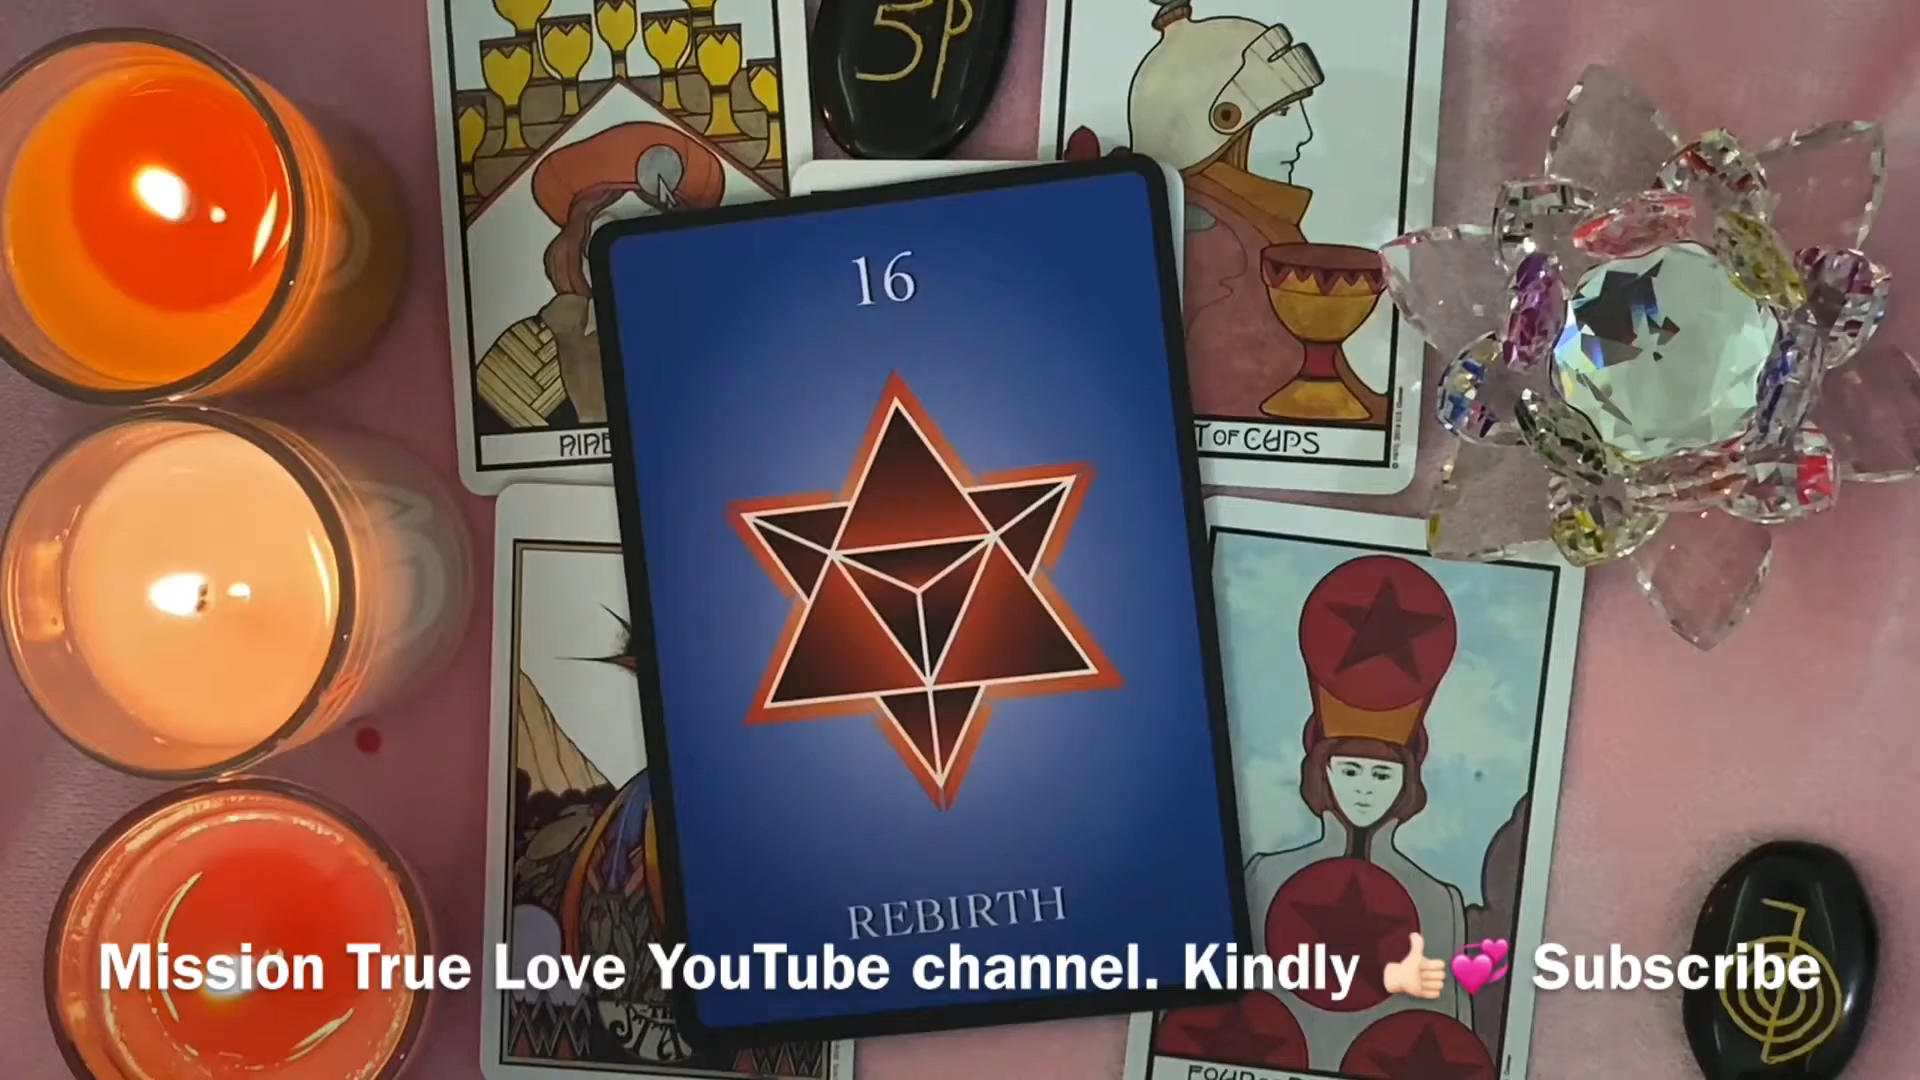 5P
16
T OF CUPS
REBIRTH
Mission True Love YouTube channel. Kindly 👍🏻💞 Subscribe